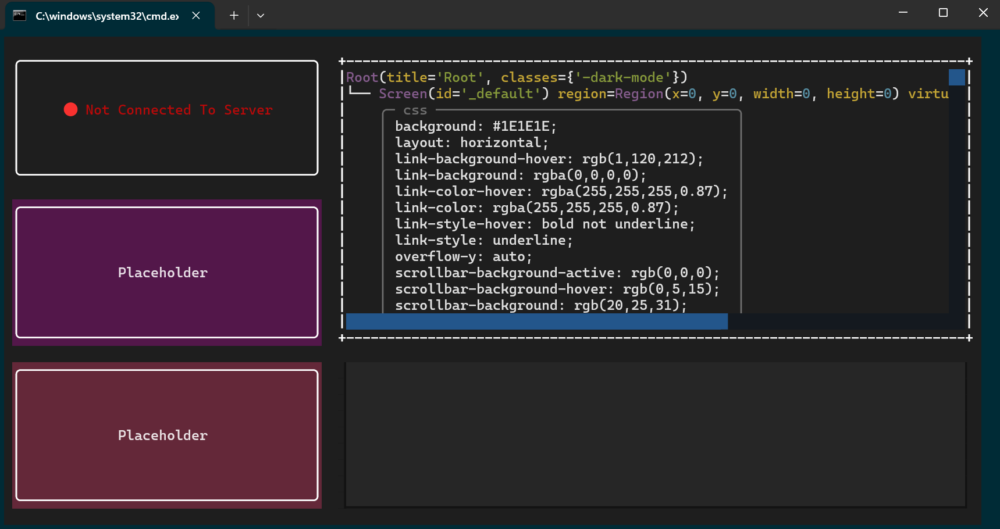 C:\windows\system32\cmd.ex
Not Connected To Server
Placeholder
Placeholder
Root(title='Root', classes={'-dark-mode'})
└── Screen(id='_default') region=Region(x=0, y=0, width=0, height=0) virtu
css
background: #1E1E1E;
layout: horizontal;
link-background-hover: rgb(1,120,212);
link-background: rgba(0,0,0,0);
link-color-hover: rgba(255,255,255,0.87);
link-color: rgba(255,255,255,0.87);
link-style-hover: bold not underline;
link-style: underline;
overflow-y: auto;
scrollbar-background-active: rgb(0,0,0);
scrollbar-background-hover: rgb(0,5,15);
scrollbar-background: rgb(20,25,31);